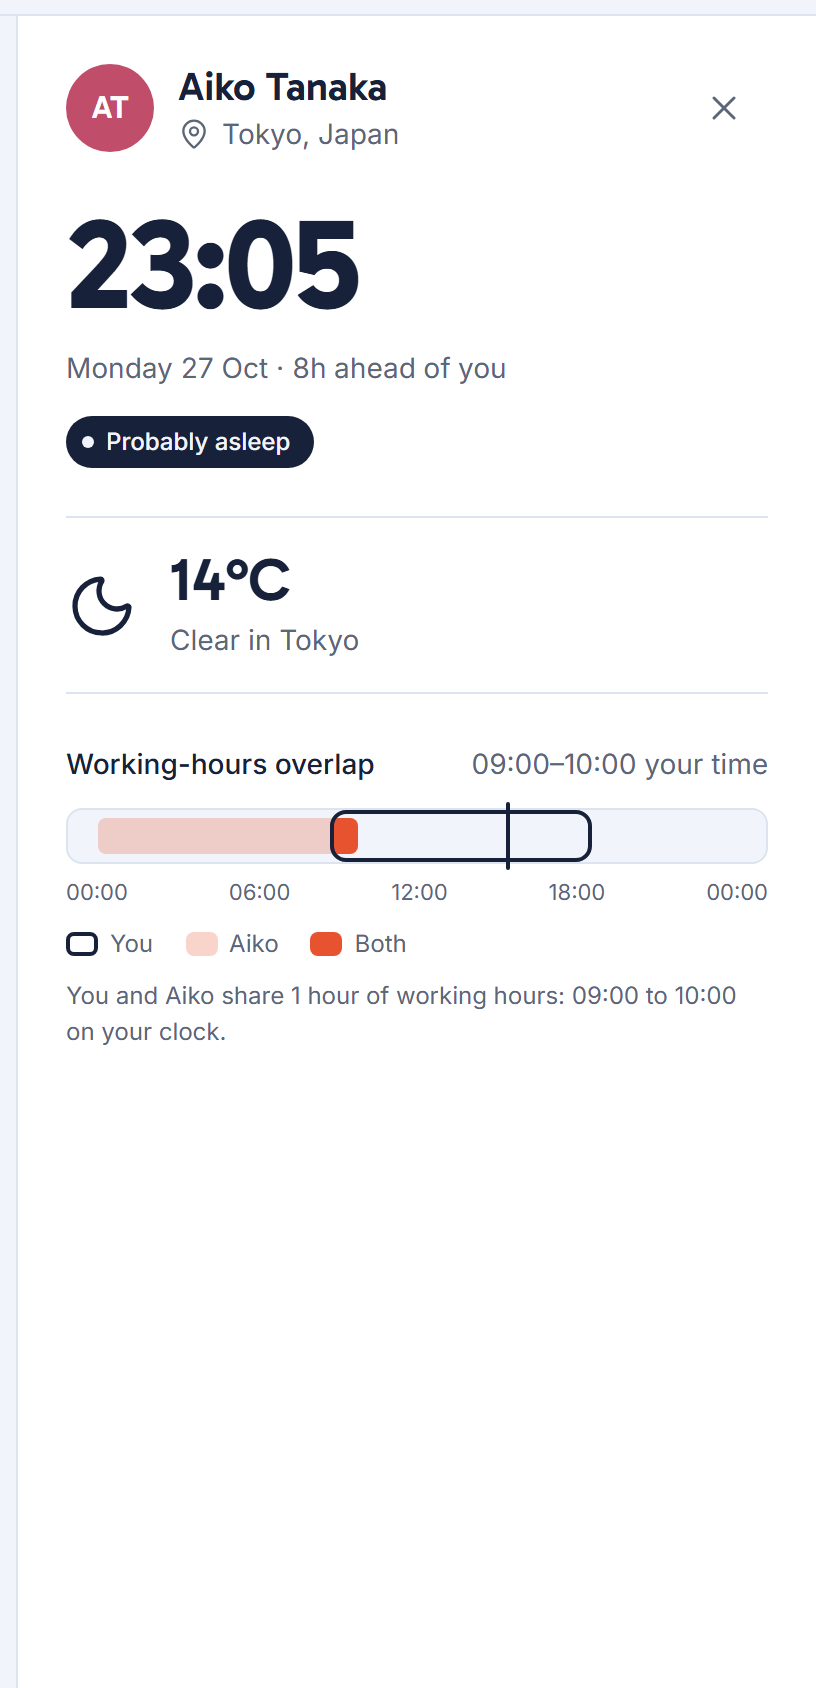 AT
Aiko Tanaka
Tokyo, Japan
23:05
Monday 27 Oct · 8h ahead of you
Probably asleep
14°C
Clear in Tokyo
Working-hours overlap 09:00–10:00 your time
00:00 06:00 12:00 18:00 00:00
You Aiko Both
You and Aiko share 1 hour of working hours: 09:00 to 10:00
on your clock.